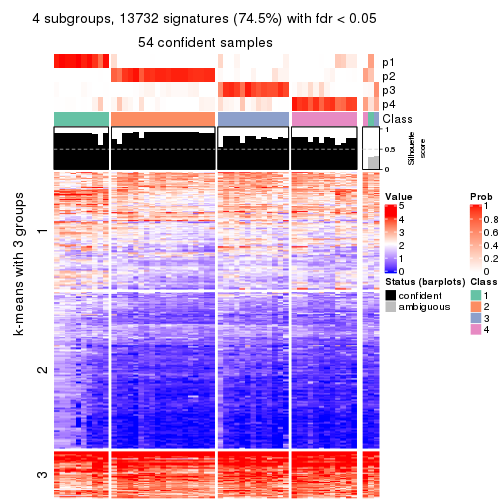 4 subgroups, 13732 signatures (74.5%) with fdr < 0.05
54 confident samples
p1
p2
p3
p4
Class
1
0.5
0
Silhouette
score
k-means with 3 groups
1
2
3
Value
5
4
3
2
1
0
Prob
1
0.8
0.6
0.4
0.2
0
Status (barplots)
confident
ambiguous
Class
1
2
3
4